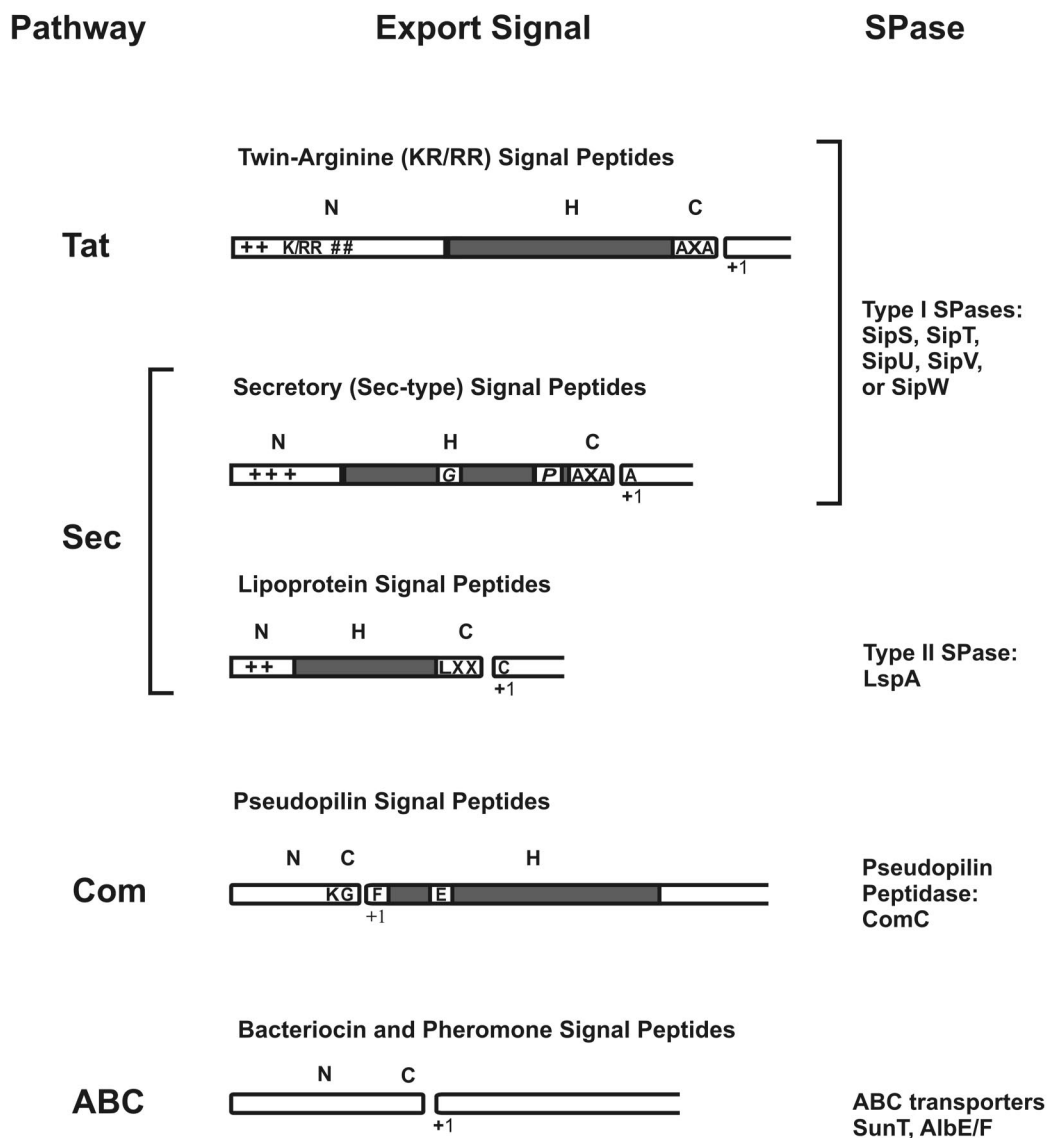 Pathway Export Signal SPase
Twin-Arginine (KR/RR) Signal Peptides
N H C
Tat
++ K/RR ## AXA
+1
Type I SPases:
SipS, SipT,
SipU, SipV,
or SipW
Secretory (Sec-type) Signal Peptides
N H C
+++ G P AXA A
+1
Sec
Lipoprotein Signal Peptides
N H C
++ LXX C
+1
Type II SPase:
LspA
Pseudopilin Signal Peptides
N C H
Com
KG F E
+1
Pseudopilin
Peptidase:
ComC
Bacteriocin and Pheromone Signal Peptides
N C
ABC
+1
ABC transporters
SunT, AlbE/F